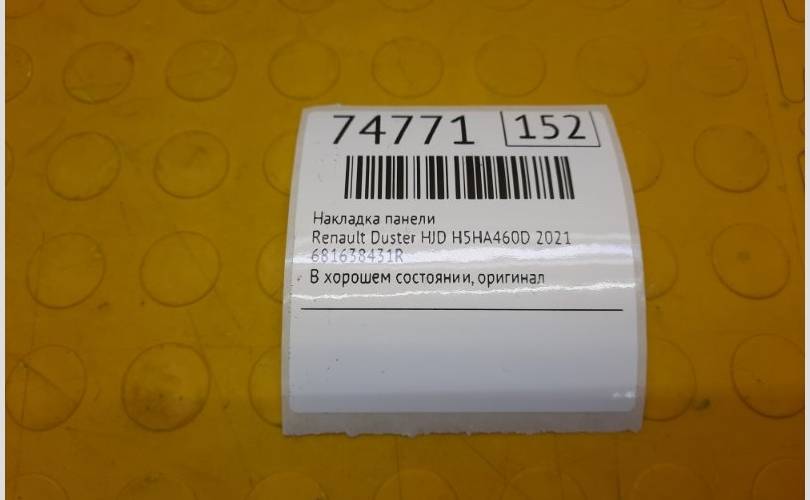 74771 152
Накладка панели
Renault Duster HJD H5HA460D 2021
681638431R
В хорошем состоянии, оригинал